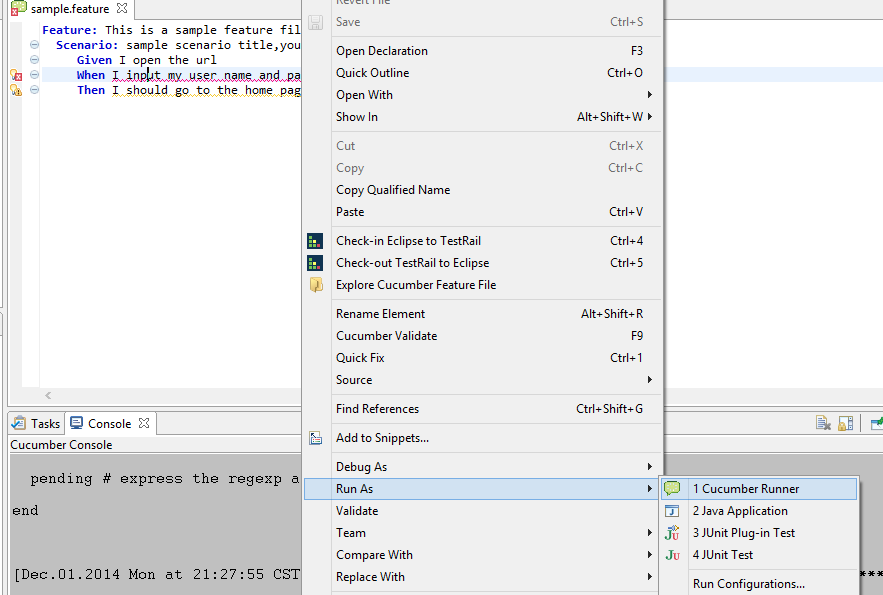 sample.feature
Revert File
Save Ctrl+S
Feature: This is a sample feature fil
Scenario: sample scenario title,you
Given I open the url
When I input my user name and pa
Then I should go to the home pag
Open Declaration F3
Quick Outline Ctrl+O
Open With
Show In Alt+Shift+W
Cut Ctrl+X
Copy Ctrl+C
Copy Qualified Name
Paste Ctrl+V
Check-in Eclipse to TestRail Ctrl+4
Check-out TestRail to Eclipse Ctrl+5
Explore Cucumber Feature File
Rename Element Alt+Shift+R
Cucumber Validate F9
Quick Fix Ctrl+1
Source
Find References Ctrl+Shift+G
Add to Snippets...
Debug As
Run As
Validate
Team
Compare With
Replace With
1 Cucumber Runner
2 Java Application
3 JUnit Plug-in Test
4 JUnit Test
Run Configurations...
Tasks Console
Cucumber Console
pending # express the regexp a
end
[Dec.01.2014 Mon at 21:27:55 CST
***